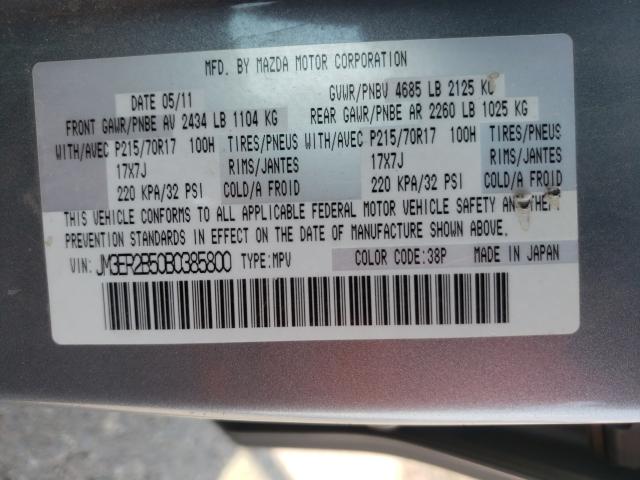 MFD. BY MAZDA MOTOR CORPORATION
DATE 05/11 GVWR/PNBV 4685 LB 2125 KG
FRONT GAWR/PNBE AV 2434 LB 1104 KG REAR GAWR/PNBE AR 2260 LB 1025 KG
WITH/AVEC P215/70R17 100H TIRES/PNEUS WITH/AVEC P215/70R17 100H TIRES/PNEUS
17X7J RIMS/JANTES 17X7J RIMS/JANTES
220 KPA/32 PSI COLD/A FROID 220 KPA/32 PSI COLD/A FROID
THIS VEHICLE CONFORMS TO ALL APPLICABLE FEDERAL MOTOR VEHICLE SAFETY AND THEFT
PREVENTION STANDARDS IN EFFECT ON THE DATE OF MANUFACTURE SHOWN ABOVE.
VIN: JM3ER2B50B0385800 TYPE:MPV COLOR CODE:38P MADE IN JAPAN